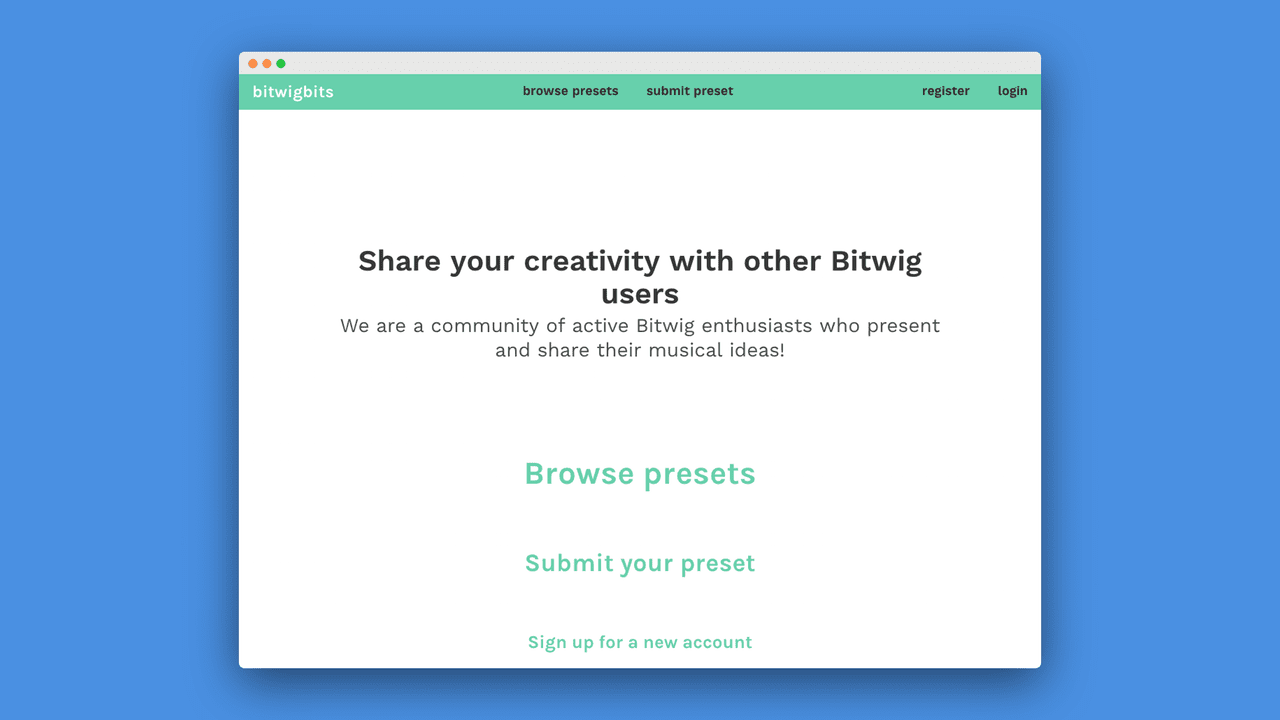 bitwigbits
browse presets
submit preset
register
login
Share your creativity with other Bitwig
users
We are a community of active Bitwig enthusiasts who present
and share their musical ideas!
Browse presets
Submit your preset
Sign up for a new account